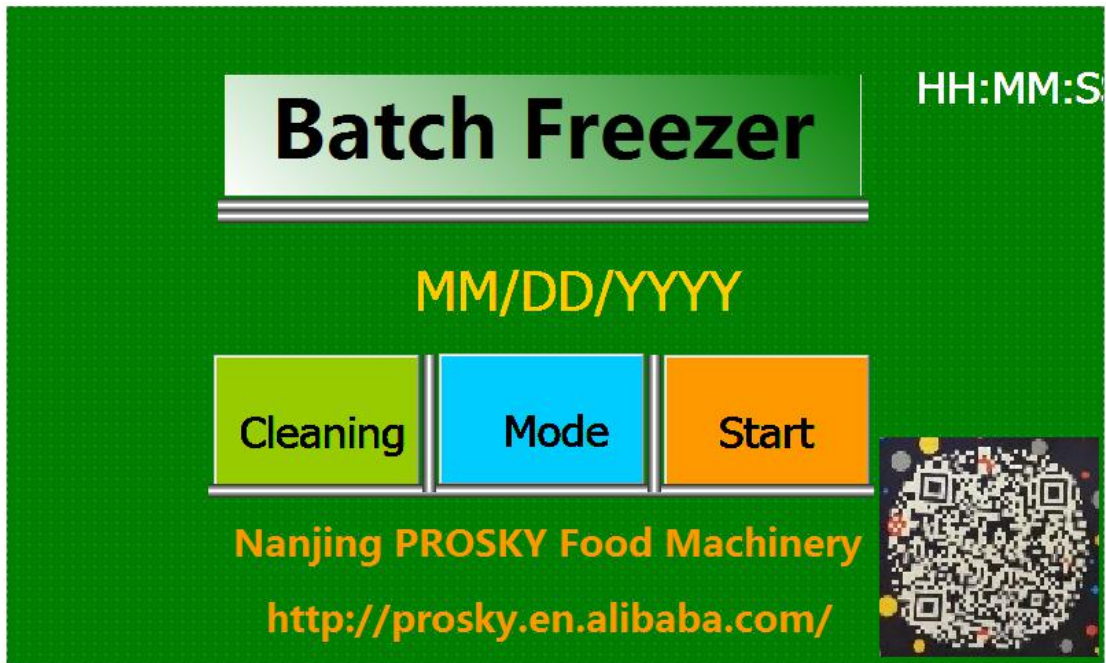 Batch Freezer
HH:MM:S
MM/DD/YYYY
Cleaning
Mode
Start
Nanjing PROSKY Food Machinery
http://prosky.en.alibaba.com/